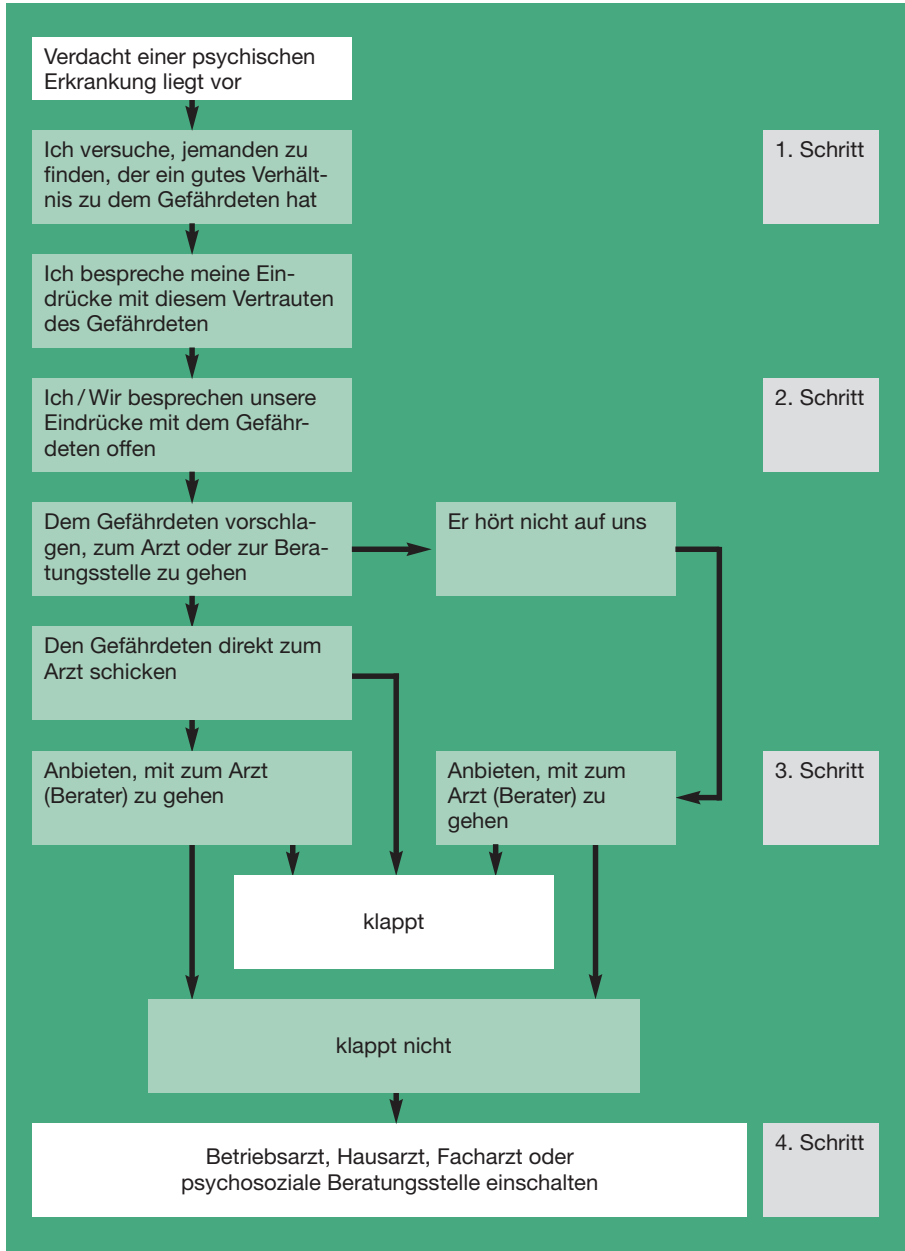 Verdacht einer psychischen
Erkrankung liegt vor
Ich versuche, jemanden zu
finden, der ein gutes Verhält-
nis zu dem Gefährdeten hat
1. Schritt
Ich bespreche meine Ein-
drücke mit diesem Vertrauten
des Gefährdeten
Ich / Wir besprechen unsere
Eindrücke mit dem Gefähr-
deten offen
2. Schritt
Dem Gefährdeten vorschla-
gen, zum Arzt oder zur Bera-
tungsstelle zu gehen
Er hört nicht auf uns
Den Gefährdeten direkt zum
Arzt schicken
Anbieten, mit zum Arzt
(Berater) zu gehen
Anbieten, mit zum
Arzt (Berater) zu
gehen
3. Schritt
klappt
klappt nicht
Betriebsarzt, Hausarzt, Facharzt oder
psychosoziale Beratungsstelle einschalten
4. Schritt